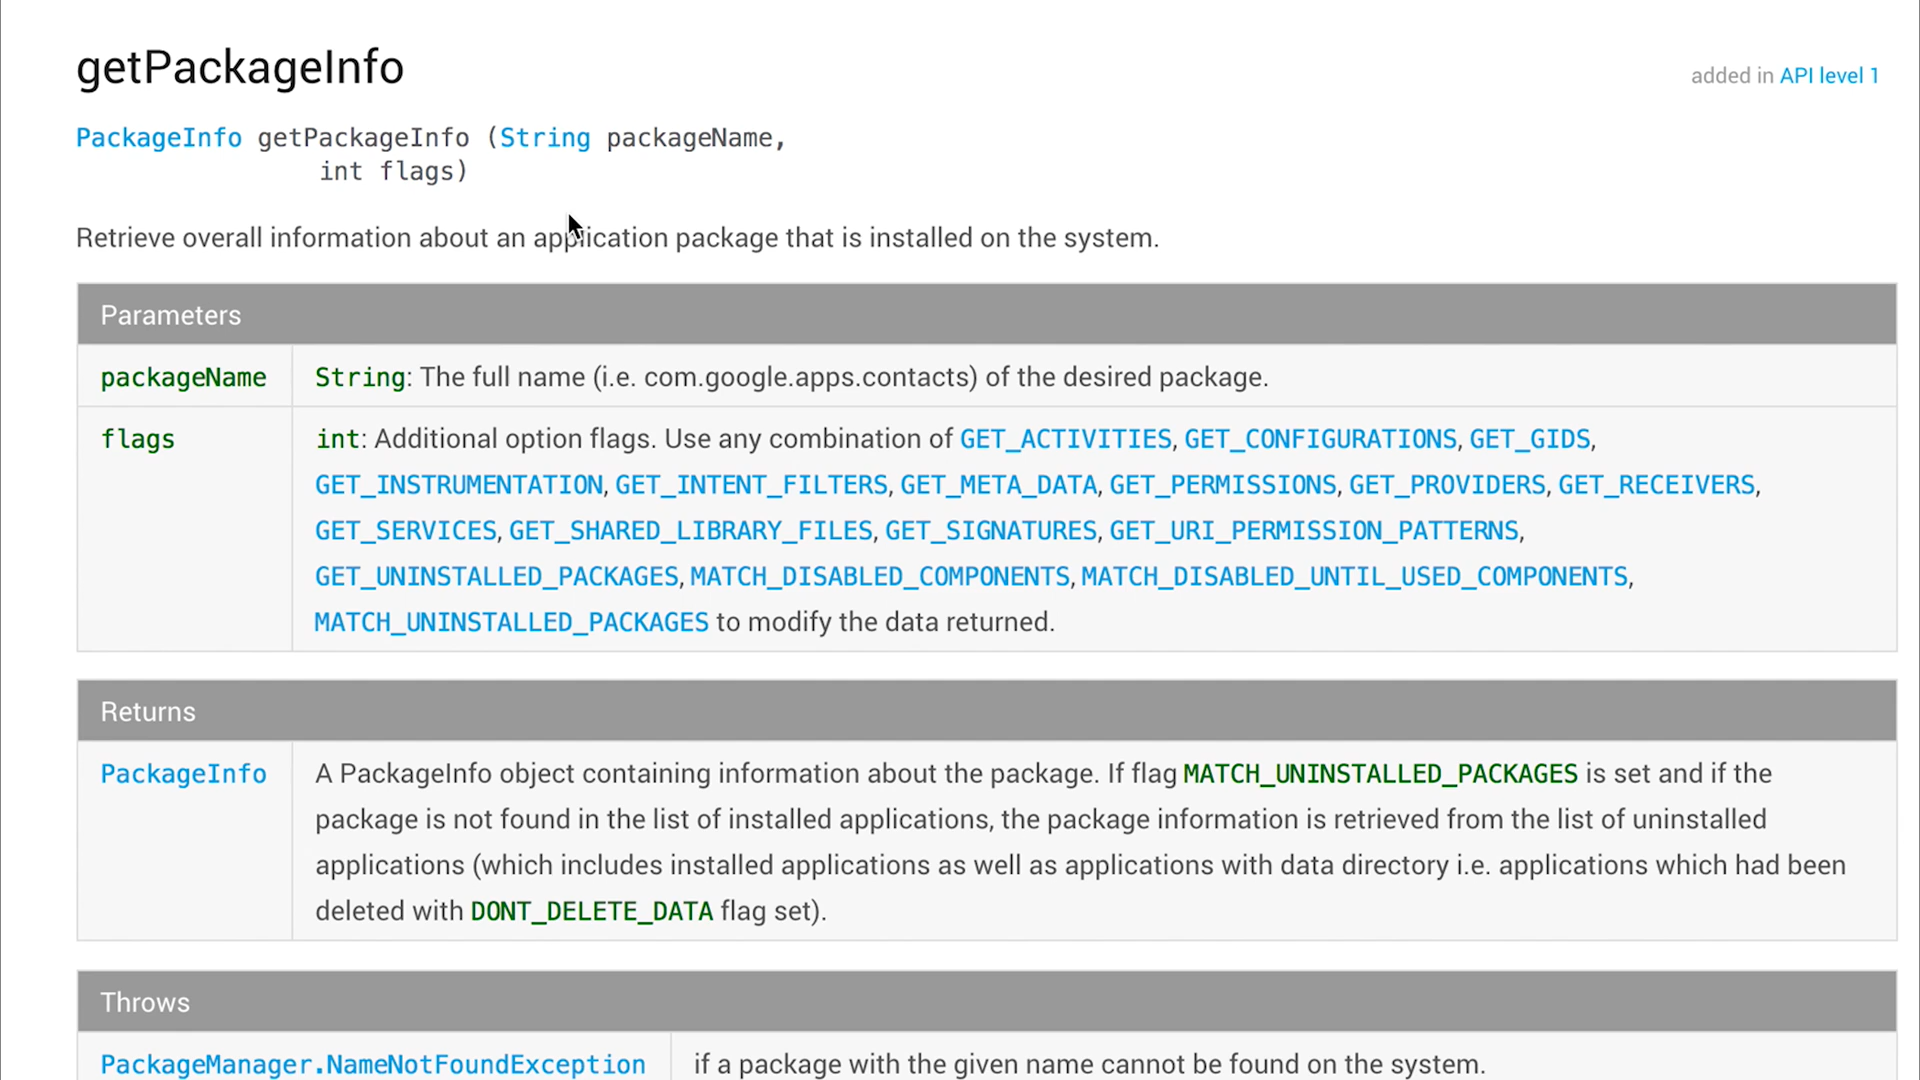 getPackageInfo
added in API level 1
PackageInfo getPackageInfo (String packageName,
int flags)
Retrieve overall information about an application package that is installed on the system.
Parameters
packageName String: The full name (i.e. com.google.apps.contacts) of the desired package.
flags int: Additional option flags. Use any combination of GET_ACTIVITIES, GET_CONFIGURATIONS, GET_GIDS,
GET_INSTRUMENTATION, GET_INTENT_FILTERS, GET_META_DATA, GET_PERMISSIONS, GET_PROVIDERS, GET_RECEIVERS,
GET_SERVICES, GET_SHARED_LIBRARY_FILES, GET_SIGNATURES, GET_URI_PERMISSION_PATTERNS,
GET_UNINSTALLED_PACKAGES, MATCH_DISABLED_COMPONENTS, MATCH_DISABLED_UNTIL_USED_COMPONENTS,
MATCH_UNINSTALLED_PACKAGES to modify the data returned.
Returns
PackageInfo A PackageInfo object containing information about the package. If flag MATCH_UNINSTALLED_PACKAGES is set and if the
package is not found in the list of installed applications, the package information is retrieved from the list of uninstalled
applications (which includes installed applications as well as applications with data directory i.e. applications which had been
deleted with DONT_DELETE_DATA flag set).
Throws
PackageManager.NameNotFoundException if a package with the given name cannot be found on the system.